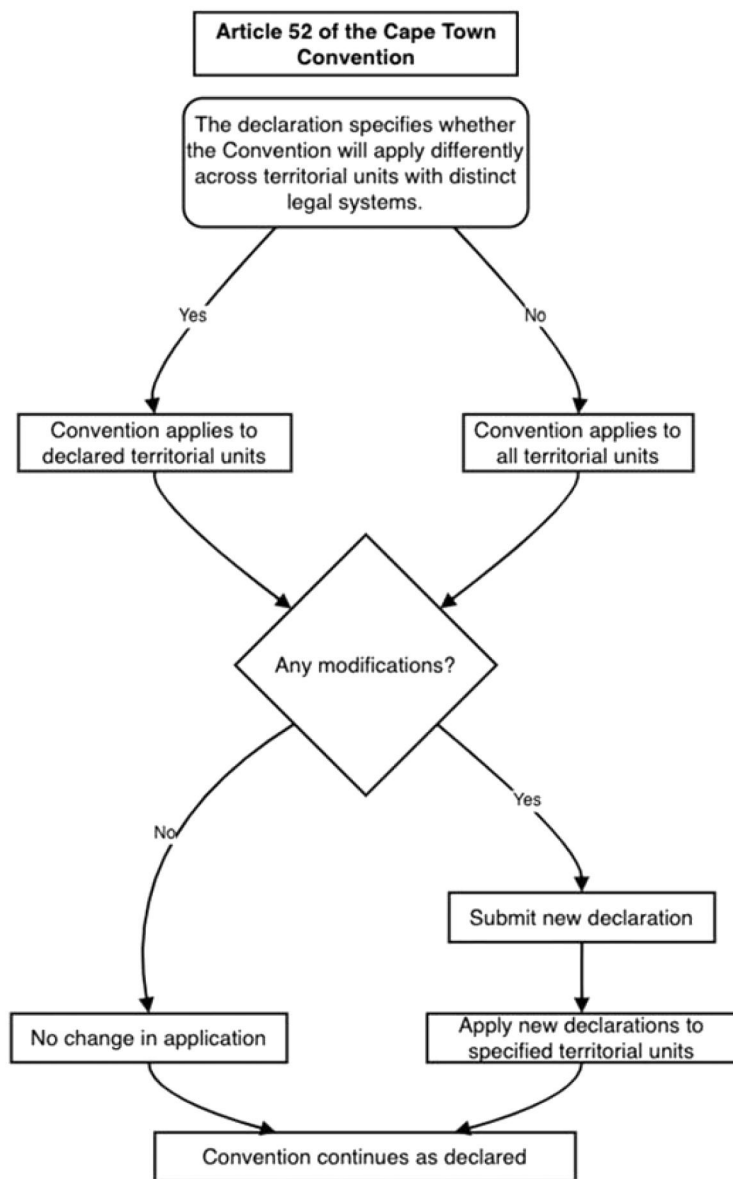 Article 52 of the Cape Town
Convention
The declaration specifies whether
the Convention will apply differently
across territorial units with distinct
legal systems.
Yes
No
Convention applies to
declared territorial units
Convention applies to
all territorial units
Any modifications?
No
Yes
Submit new declaration
No change in application
Apply new declarations to
specified territorial units
Convention continues as declared